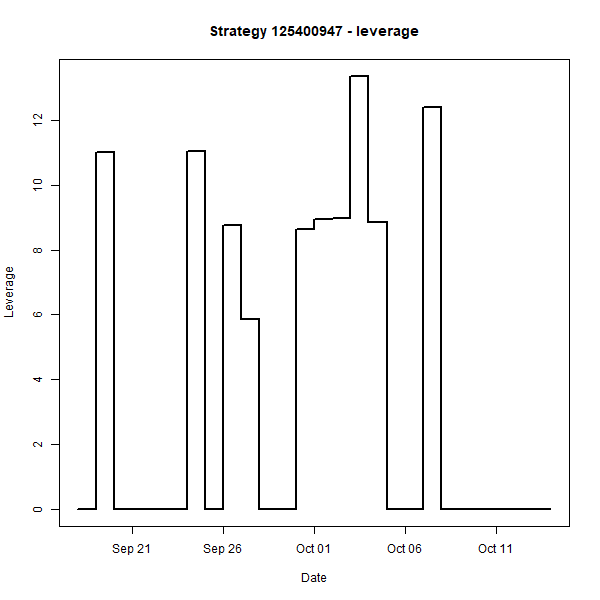 Strategy 125400947 - leverage
12
10
8
6
4
2
0
Leverage
Sep 21
Sep 26
Oct 01
Oct 06
Oct 11
Date